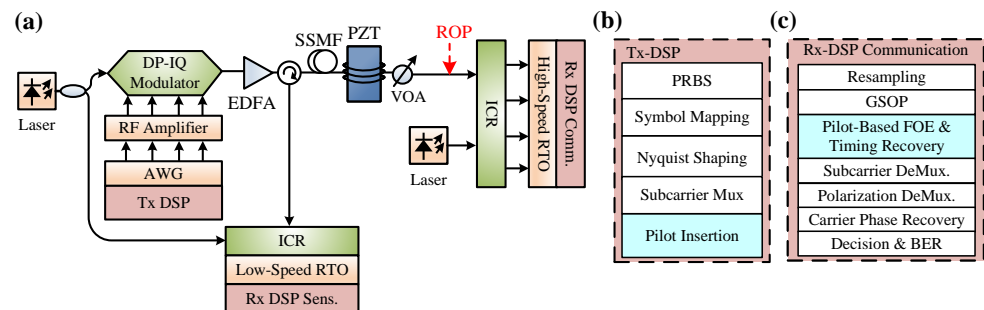 (a)
Laser
DP-IQ
Modulator
RF Amplifier
AWG
Tx DSP
EDFA
SSMF
PZT
VOA
ROP
Laser
ICR
High-Speed RTO
Rx DSP Comm.
ICR
Low-Speed RTO
Rx DSP Sens.
(b)
Tx-DSP
PRBS
Symbol Mapping
Nyquist Shaping
Subcarrier Mux
Pilot Insertion
(c)
Rx-DSP Communication
Resampling
GSOP
Pilot-Based FOE &
Timing Recovery
Subcarrier DeMux.
Polarization DeMux.
Carrier Phase Recovery
Decision & BER